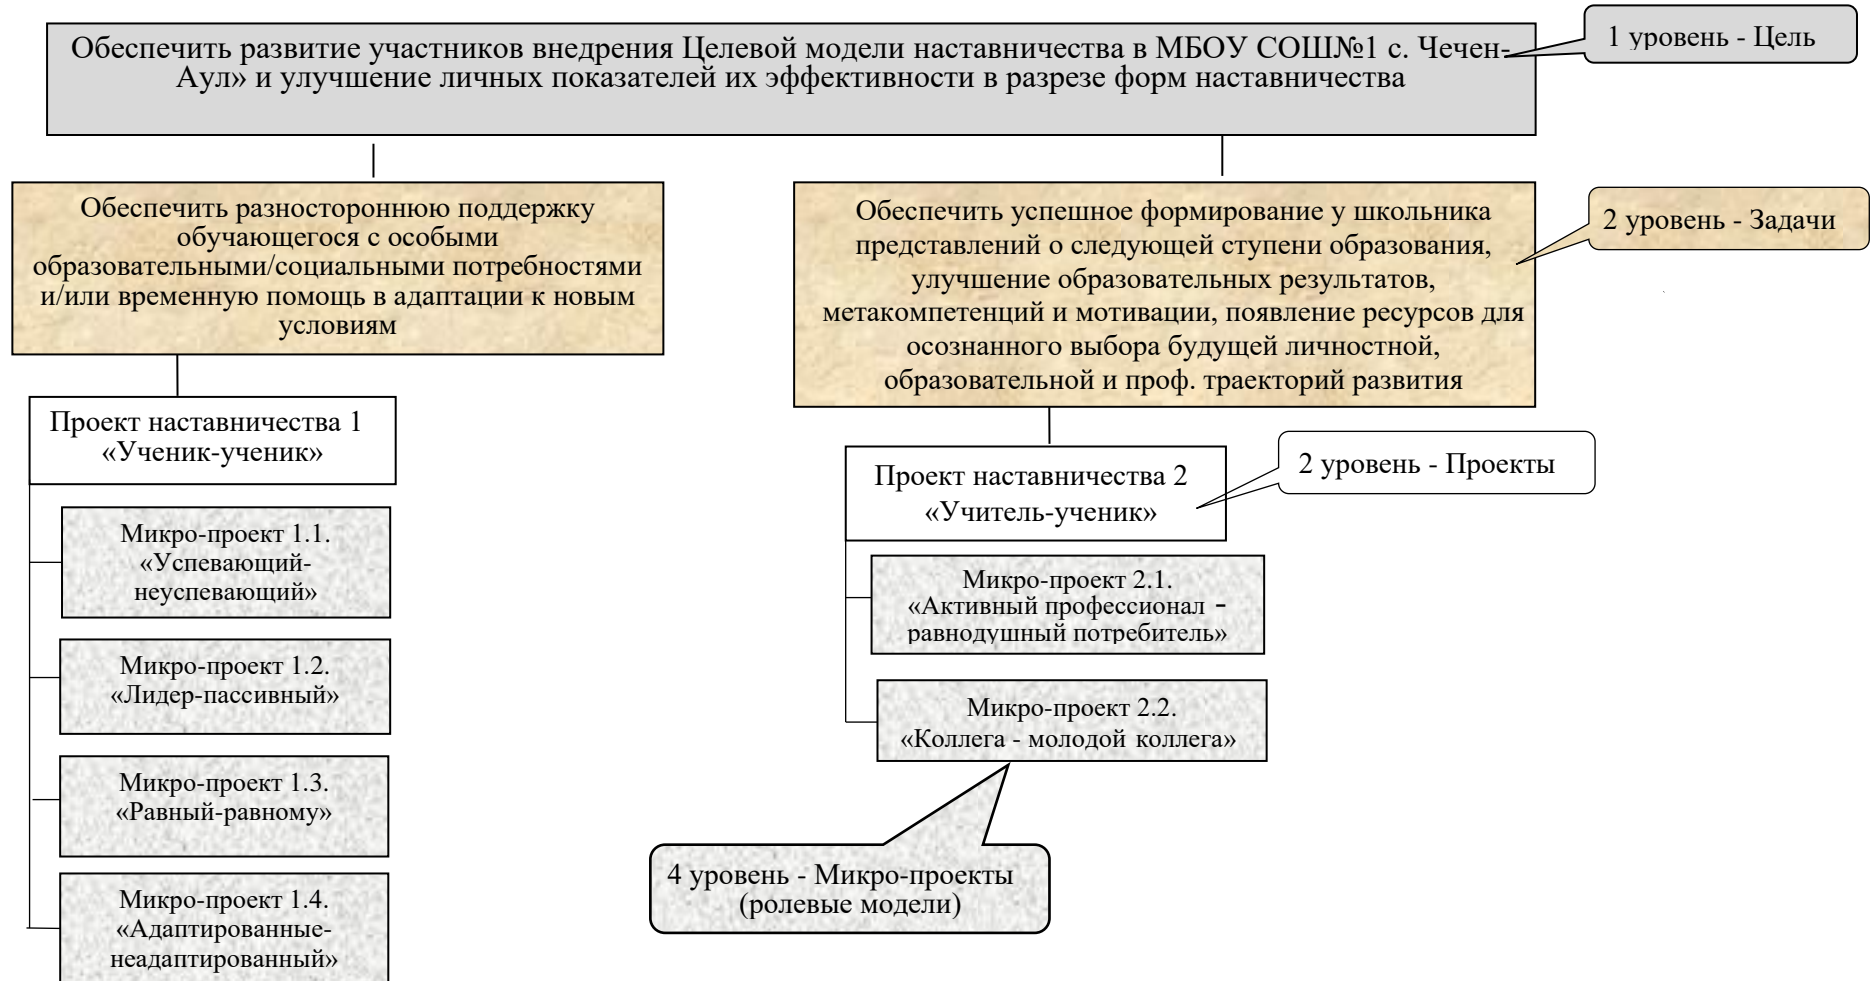 Обеспечить развитие участников внедрения Целевой модели наставничества в МБОУ СОШ№1 с. Чечен-
Аул» и улучшение личных показателей их эффективности в разрезе форм наставничества
1 уровень - Цель
Обеспечить разностороннюю поддержку
обучающегося с особыми
образовательными/социальными потребностями
и/или временную помощь в адаптации к новым
условиям
Обеспечить успешное формирование у школьника
представлений о следующей ступени образования,
улучшение образовательных результатов,
метакомпетенций и мотивации, появление ресурсов для
осознанного выбора будущей личностной,
образовательной и проф. траекторий развития
2 уровень - Задачи
Проект наставничества 1
«Ученик-ученик»
Микро-проект 1.1.
«Успевающий-
неуспевающий»
Микро-проект 1.2.
«Лидер-пассивный»
Микро-проект 1.3.
«Равный-равному»
Микро-проект 1.4.
«Адаптированные-
неадаптированный»
Проект наставничества 2
«Учитель-ученик»
2 уровень - Проекты
Микро-проект 2.1.
«Активный профессионал -
равнодушный потребитель»
Микро-проект 2.2.
«Коллега - молодой коллега»
4 уровень - Микро-проекты
(ролевые модели)